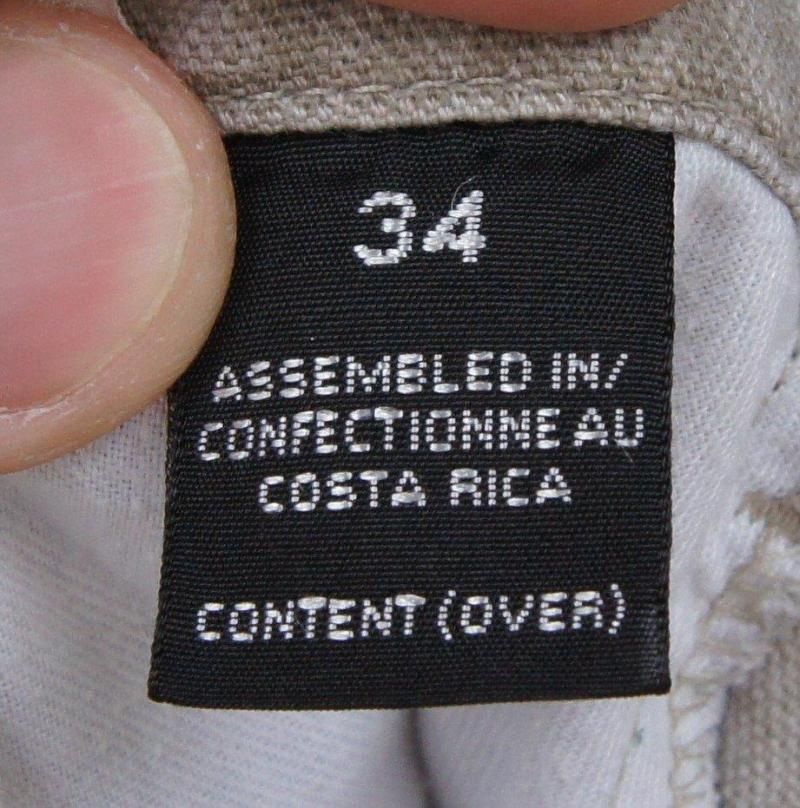 34
ASSEMBLED IN/
CONFECTIONNE AU
COSTA RICA
CONTENT (OVER)